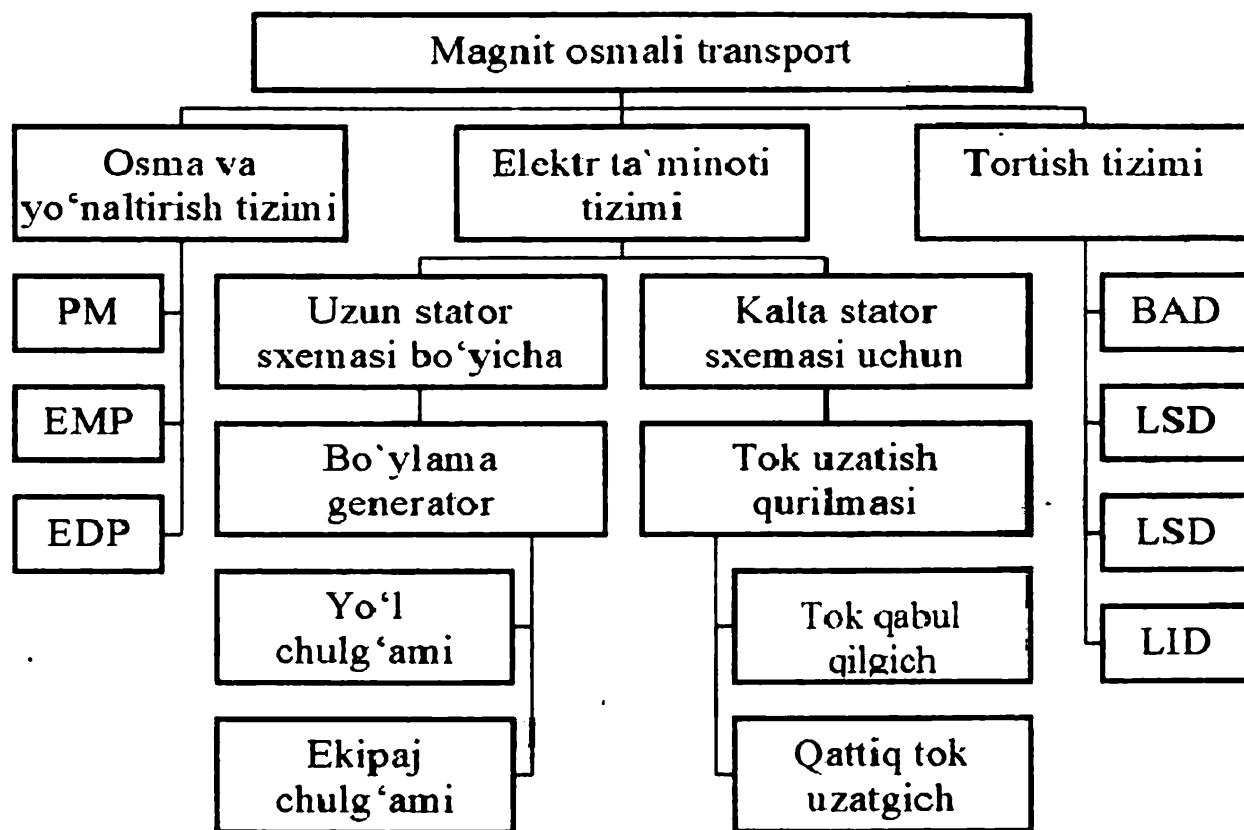 Magnit osmali transport
Osma va
yo‘naltirish tizimi
Elektr ta`minoti
tizimi
Tortish tizimi
PM
EMP
EDP
Uzun stator
sxemasi bo‘yicha
Kalta stator
sxemasi uchun
Bo`ylama
generator
Tok uzatish
qurilmasi
Yo‘l
chulg‘ami
Ekipaj
chulg‘ami
Tok qabul
qilgich
Qattiq tok
uzatgich
BAD
LSD
LSD
LID